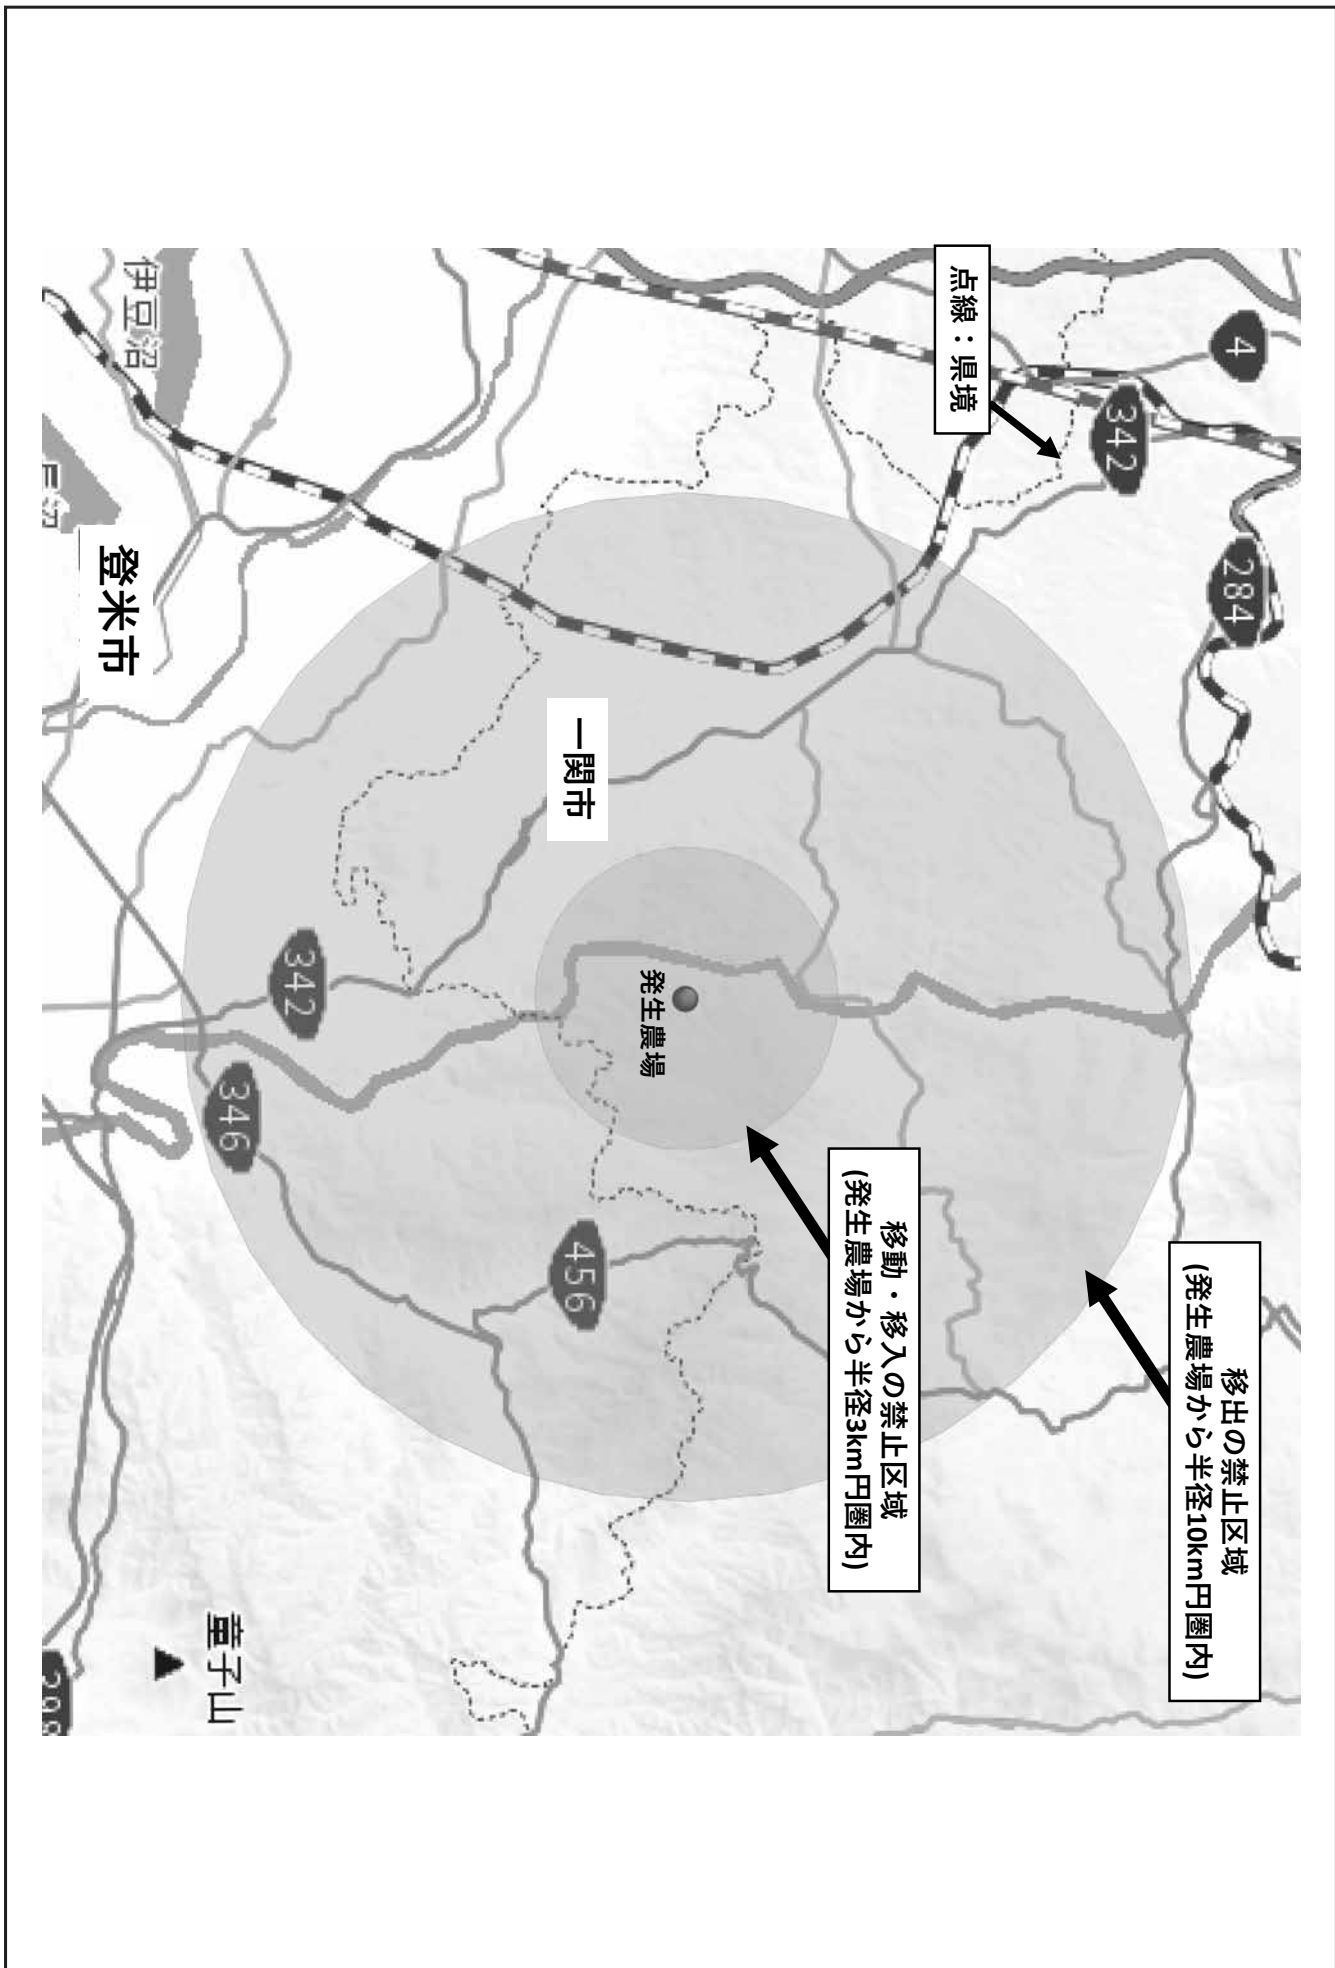 移出の禁止区域
(発生農場から半径10km円圏内)
移動・移入の禁止区域
(発生農場から半径3km円圏内)
点線：県境
4
342
284
一関市
発生農場
456
342
346
登米市
伊豆沼
童子山